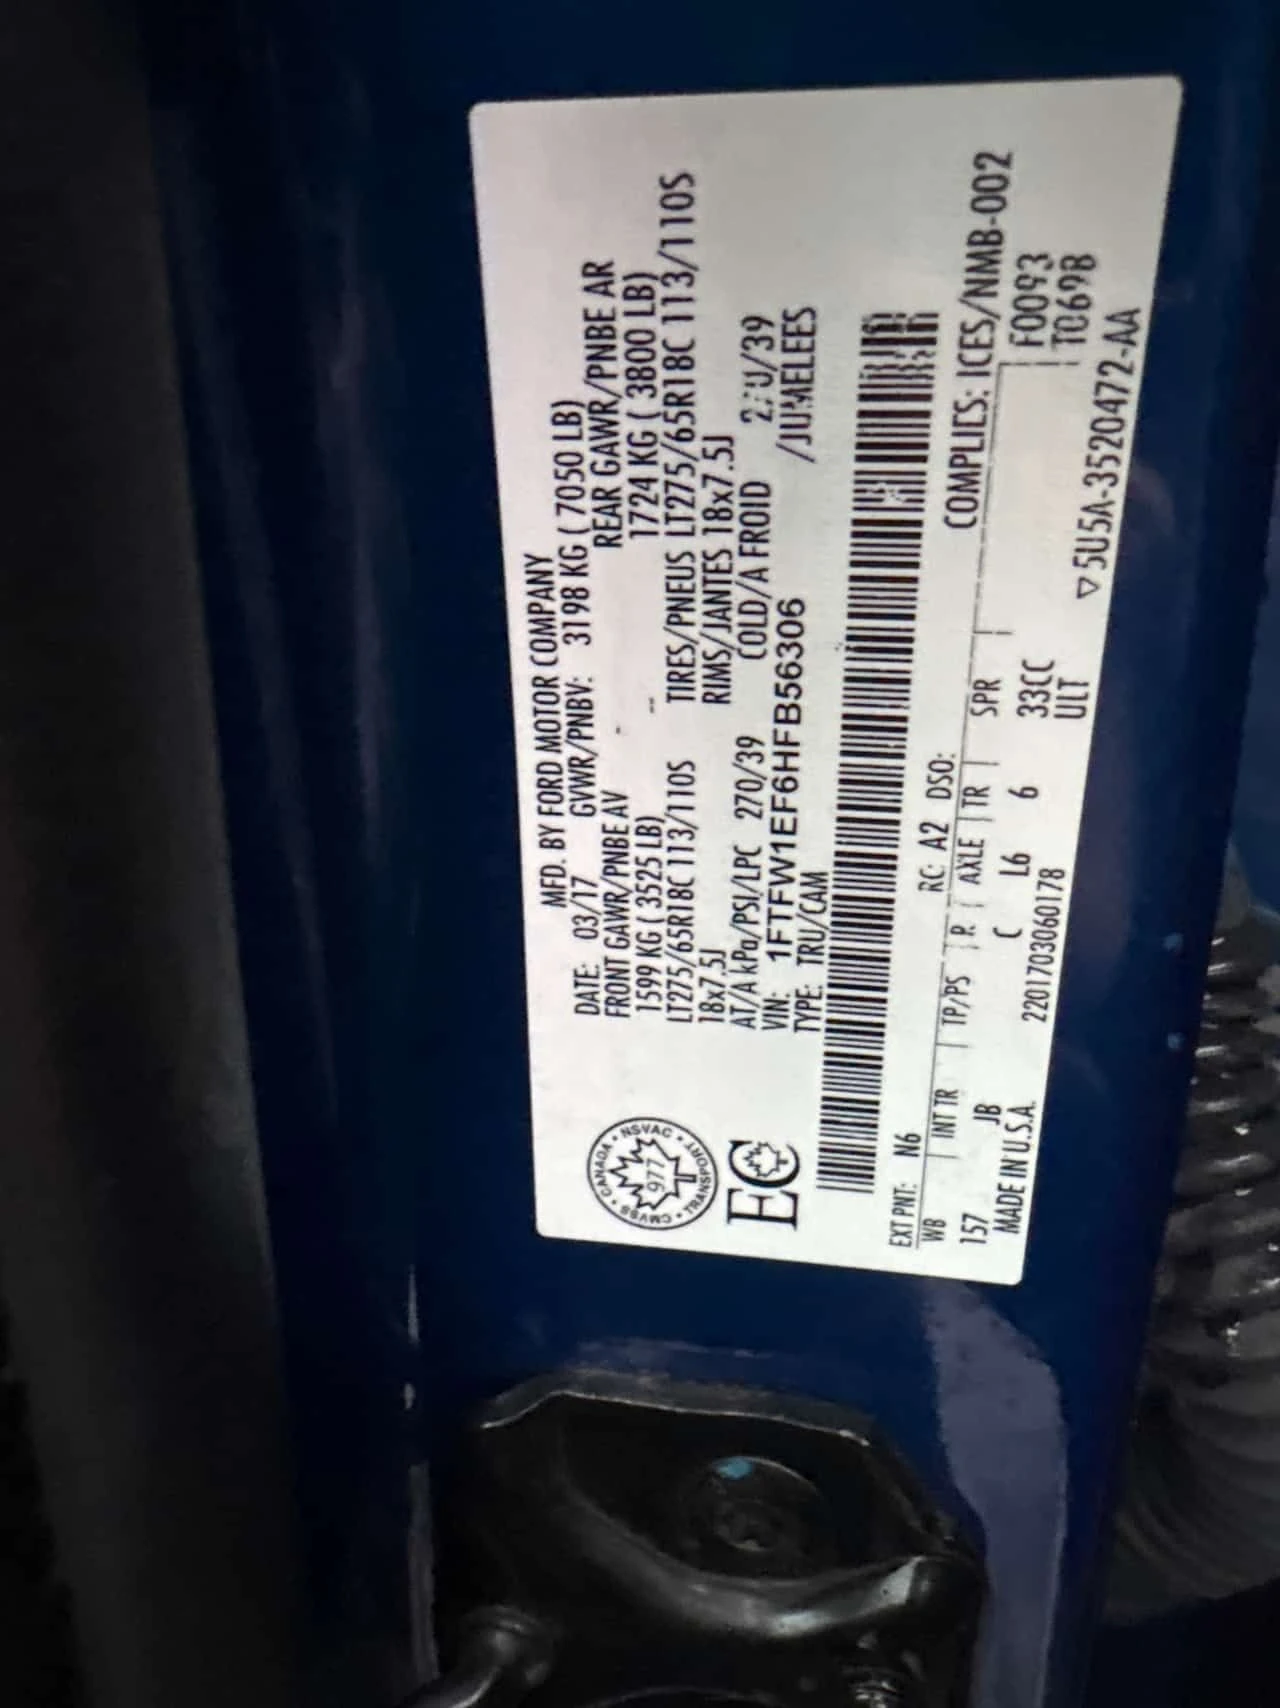 MFD. BY FORD MOTOR COMPANY
DATE: 03/17 GVWR/PNBV: 3198 KG ( 7050 LB)
FRONT GAWR/PNBE AV REAR GAWR/PNBE AR
1599 KG ( 3525 LB) 1724 KG ( 3800 LB)
LT275/65R18C 113/110S TIRES/PNEUS LT275/65R18C 113/110S
18x7.5J RIMS/JANTES 18x7.5J
AT/A kPa/PSI/LPC 270/39 COLD/A FROID
VIN: 1FTFW1EF6HFB56306 /JUMELEES
TYPE: TRU/CAM
CANADA • NSVAC • TRANSPORT • CMVSS •
977
EC
EXT PNT: N6 RC: A2 DSO:
COMPLIES: ICES/NMB-002
WB INT TR TP/PS R AXLE TR SPR F0093
157 JB C L6 6 33CC T0698
MADE IN U.S.A. 2201703060178 ULT
▽ 5U5A-3520472-AA